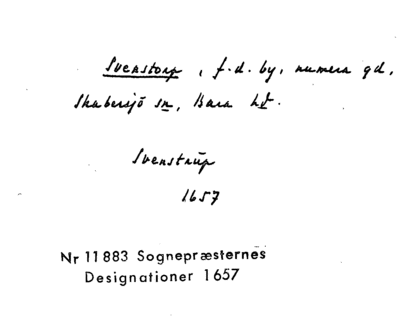 Svenstorp, f.d. by, numera gd,
Skabersjö sn, Bara hd.
Svenstrup
1657
Nr 11883 Sognepræsternes
Designationer 1657